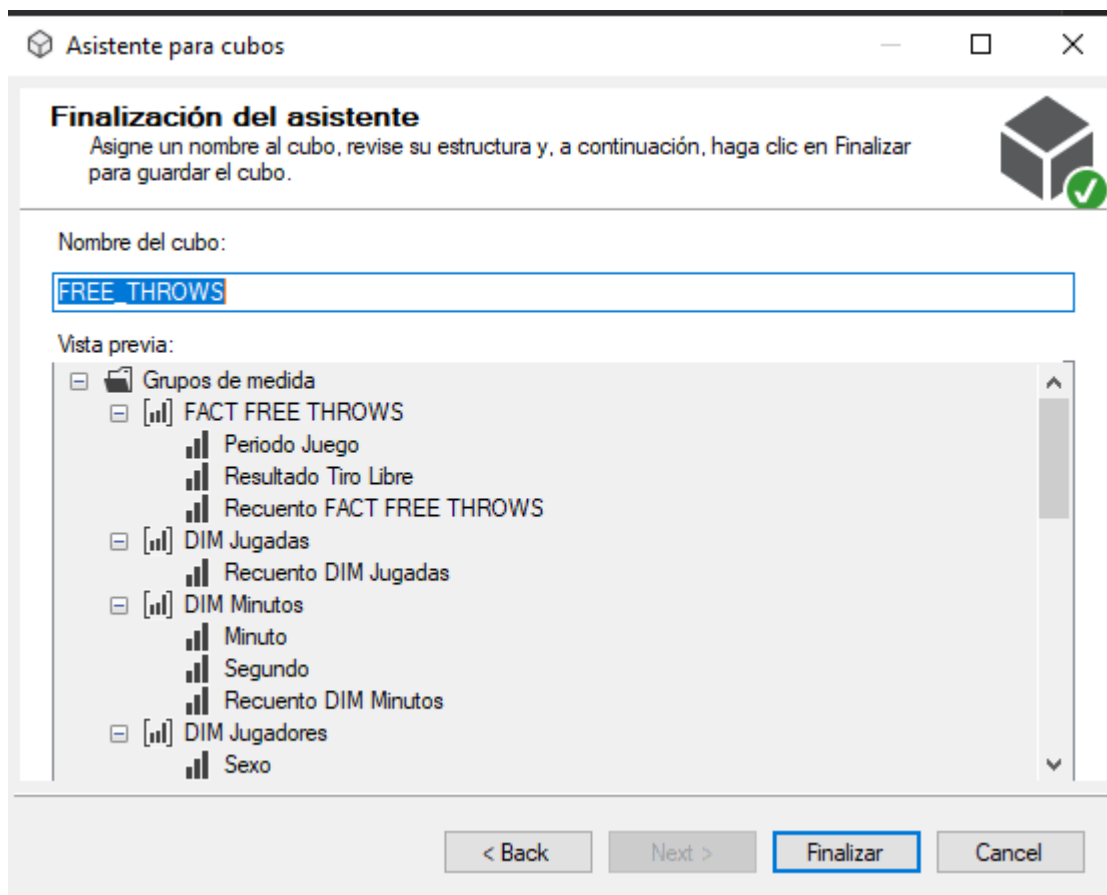 Asistente para cubos
Finalización del asistente
Asigne un nombre al cubo, revise su estructura y, a continuación, haga clic en Finalizar
para guardar el cubo.
Nombre del cubo:
FREE_THROWS
Vista previa:
Grupos de medida
FACT FREE THROWS
Periodo Juego
Resultado Tiro Libre
Recuento FACT FREE THROWS
DIM Jugadas
Recuento DIM Jugadas
DIM Minutos
Minuto
Segundo
Recuento DIM Minutos
DIM Jugadores
Sexo
< Back
Next >
Finalizar
Cancel